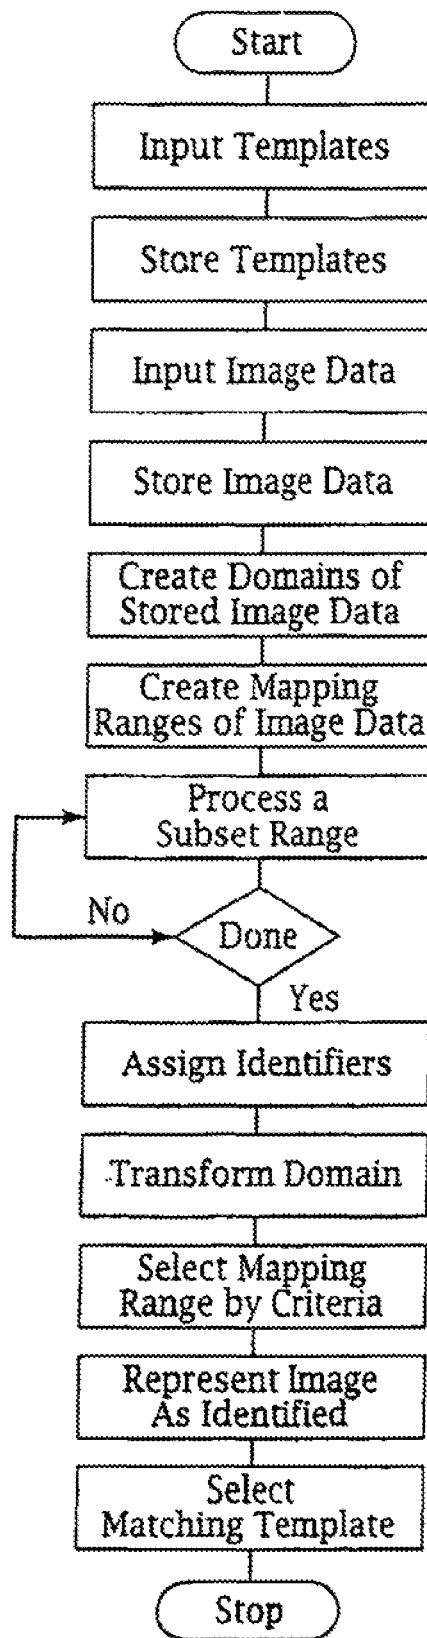 Start
Input Templates
Store Templates
Input Image Data
Store Image Data
Create Domains of
Stored Image Data
Create Mapping
Ranges of Image Data
Process a
Subset Range
No
Done
Yes
Assign Identifiers
Transform Domain
Select Mapping
Range by Criteria
Represent Image
As Identified
Select
Matching Template
Stop